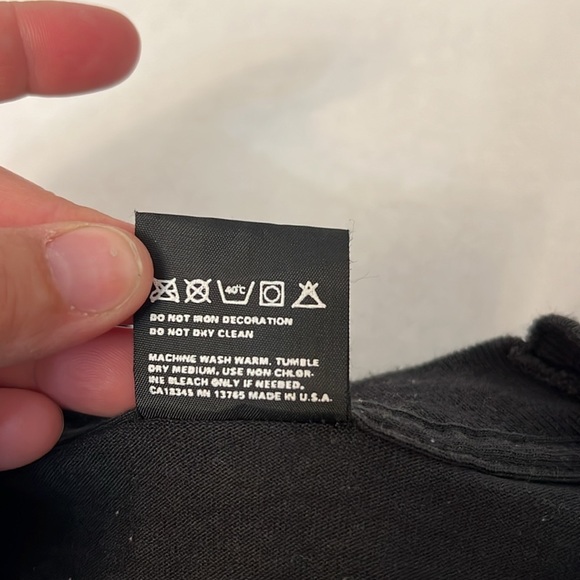 40°C
DO NOT IRON DECORATION
DO NOT DRY CLEAN
MACHINE WASH WARM. TUMBLE
DRY MEDIUM. USE NON CHLOR-
INE BLEACH ONLY IF NEEDED.
CA18345 RN 13765 MADE IN U.S.A.